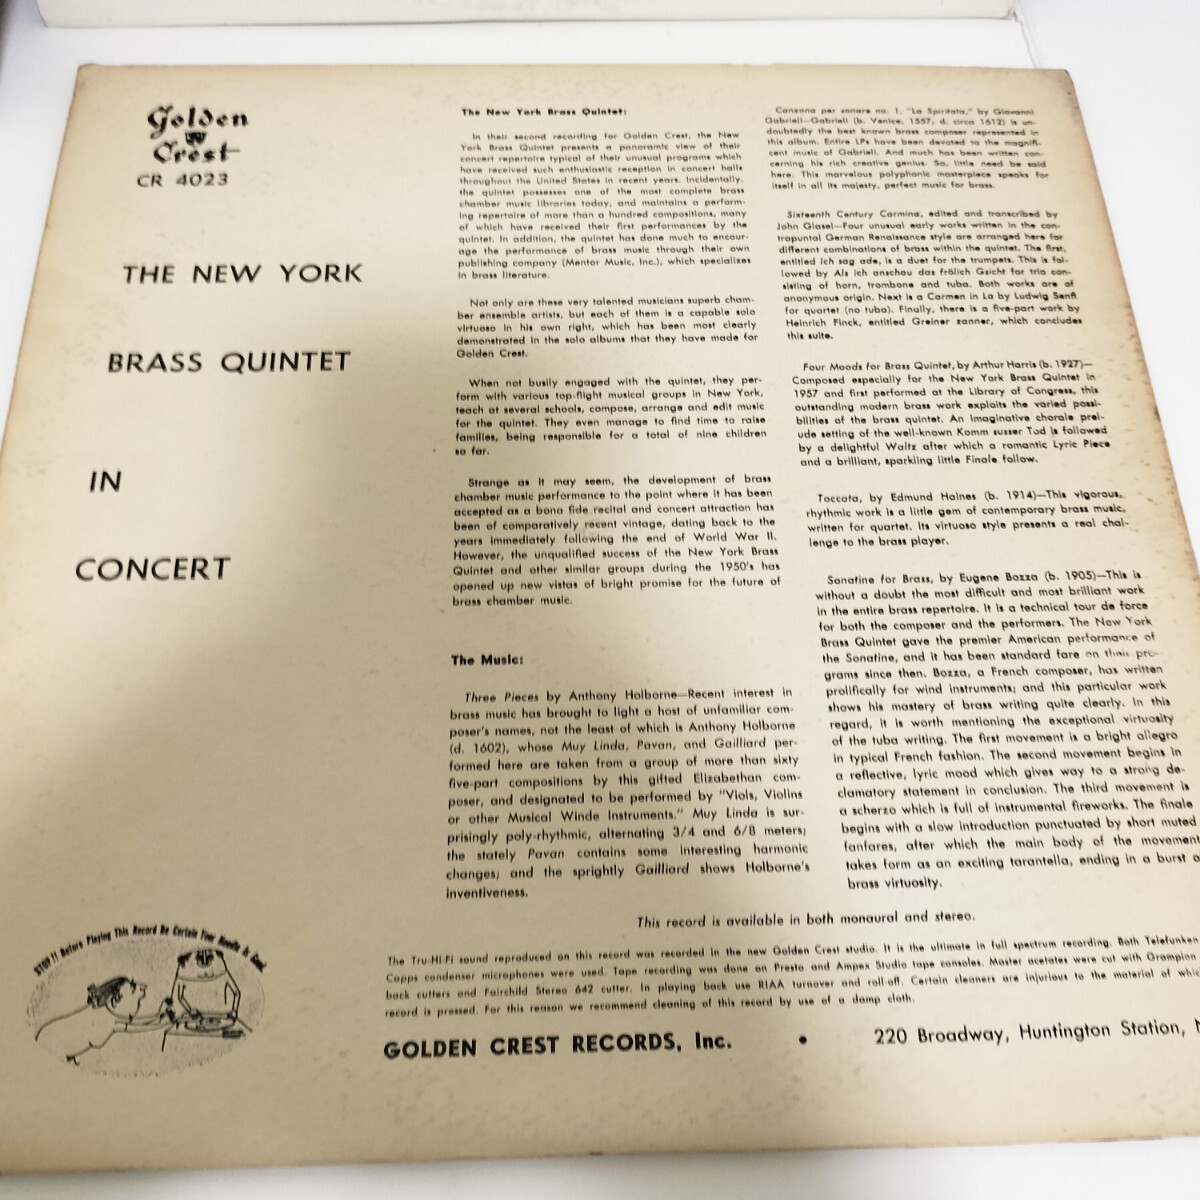 Golden
Crest
CR 4023
THE NEW YORK
BRASS QUINTET
IN
CONCERT
The New York Brass Quintet:
In their second recording for Golden Crest, the New
York Brass Quintet presents a panoramic view of their
concert repertoire typical of their unusual programs which
have received such enthusiastic reception in concert halls
throughout the United States in recent years. Incidentally,
the quintet possesses one of the most complete brass
chamber music libraries today, and maintains a perform-
ing repertoire of more than a hundred compositions, many
of which have received their first performances by the
quintet. In addition, the quintet has done much to encour-
age the performance of brass music through their own
publishing company (Mentor Music, Inc.), which specializes
in brass literature.
Not only are these very talented musicians superb cham-
ber ensemble artists, but each of them is a capable solo
virtuoso in his own right, which has been most clearly
demonstrated in the solo albums that they have made for
Golden Crest.
When not busily engaged with the quintet, they per-
form with various top-flight musical groups in New York,
teach at several schools, compose, arrange and edit music
for the quintet. They even manage to find time to raise
families, being responsible for a total of nine children
so far.
Strange as it may seem, the development of brass
chamber music performance to the point where it has been
accepted as a bona fide recital and concert attraction has
been of comparatively recent vintage, dating back to the
years immediately following the end of World War II.
However, the unqualified success of the New York Brass
Quintet and other similar groups during the 1950's has
opened up new vistas of bright promise for the future of
brass chamber music.
The Music:
Three Pieces by Anthony Holborne—Recent interest in
brass music has brought to light a host of unfamiliar com-
poser's names, not the least of which is Anthony Holborne
(d. 1602), whose Muy Linda, Pavan, and Gailliard per-
formed here are taken from a group of more than sixty
five-part compositions by this gifted Elizabethan com-
poser, and designated to be performed by "Viols, Violins
or other Musical Winde Instruments." Muy Linda is sur-
prisingly poly-rhythmic, alternating 3/4 and 6/8 meters;
the stately Pavan contains some interesting harmonic
changes; and the sprightly Gailliard shows Holborne's
inventiveness.
Canzona per sonare no. 1, "La Spiritata," by Giovanni
Gabrieli—Gabrieli (b. Venice, 1557; d. circa 1612) is un-
doubtedly the best known brass composer represented in
this album. Entire LPs have been devoted to the magnifi-
cent music of Gabrieli. And much has been written con-
cerning his rich creative genius. So, little need be said
here. This marvelous polyphonic masterpiece speaks for
itself in all its majesty, perfect music for brass.
Sixteenth Century Carmina, edited and transcribed by
John Glasel—Four unusual early works written in the con-
trapuntal German Renaissance style are arranged here for
different combinations of brass within the quintet. The first,
entitled Ich sag ade, is a duet for the trumpets. This is fol-
lowed by Als ich anschau das frölich Gsicht for trio con-
sisting of horn, trombone and tuba. Both works are of
anonymous origin. Next is a Carmen in La by Ludwig Senfl
for quartet (no tuba). Finally, there is a five-part work by
Heinrich Finck, entitled Greiner zanner, which concludes
this suite.
Four Moods for Brass Quintet, by Arthur Harris (b. 1927)—
Composed especially for the New York Brass Quintet in
1957 and first performed at the Library of Congress, this
outstanding modern brass work exploits the varied possi-
bilities of the brass quintet. An imaginative chorale prel-
ude setting of the well-known Komm susser Tod is followed
by a delightful Waltz after which a romantic Lyric Piece
and a brilliant, sparkling little Finale follow.
Toccata, by Edmund Haines (b. 1914)—This vigorous,
rhythmic work is a little gem of contemporary brass music,
written for quartet. Its virtuoso style presents a real chal-
lenge to the brass player.
Sonatine for Brass, by Eugene Bozza (b. 1905)—This is
without a doubt the most difficult and most brilliant work
in the entire brass repertoire. It is a technical tour de force
for both the composer and the performers. The New York
Brass Quintet gave the premier American performance of
the Sonatine, and it has been standard fare on their pro-
grams since then. Bozza, a French composer, has written
prolifically for wind instruments; and this particular work
shows his mastery of brass writing quite clearly. In this
regard, it is worth mentioning the exceptional virtuosity
of the tuba writing. The first movement is a bright allegro
in typical French fashion. The second movement begins in
a reflective, lyric mood which gives way to a strong de-
clamatory statement in conclusion. The third movement is
a scherzo which is full of instrumental fireworks. The finale
begins with a slow introduction punctuated by short muted
fanfares, after which the main body of the movement
takes form as an exciting tarantella, ending in a burst o
brass virtuosity.
This record is available in both monaural and stereo.
STOP!! Before Playing This Record Be Certain Your Needle Is Good.
The Tru-Hi-Fi sound reproduced on this record was recorded in the new Golden Crest studio. It is the ultimate in full spectrum recording. Both Telefunken
Capps condenser microphones were used. Tape recording was done on Presto and Ampex Studio tape consoles. Master acetates were cut with Grampion
back cutters and Fairchild Stereo 642 cutter. In playing back use RIAA turnover and roll-off. Certain cleaners are injurious to the material of whic
record is pressed. For this reason we recommend cleaning of this record by use of a damp cloth.
GOLDEN CREST RECORDS, Inc. • 220 Broadway, Huntington Station, N